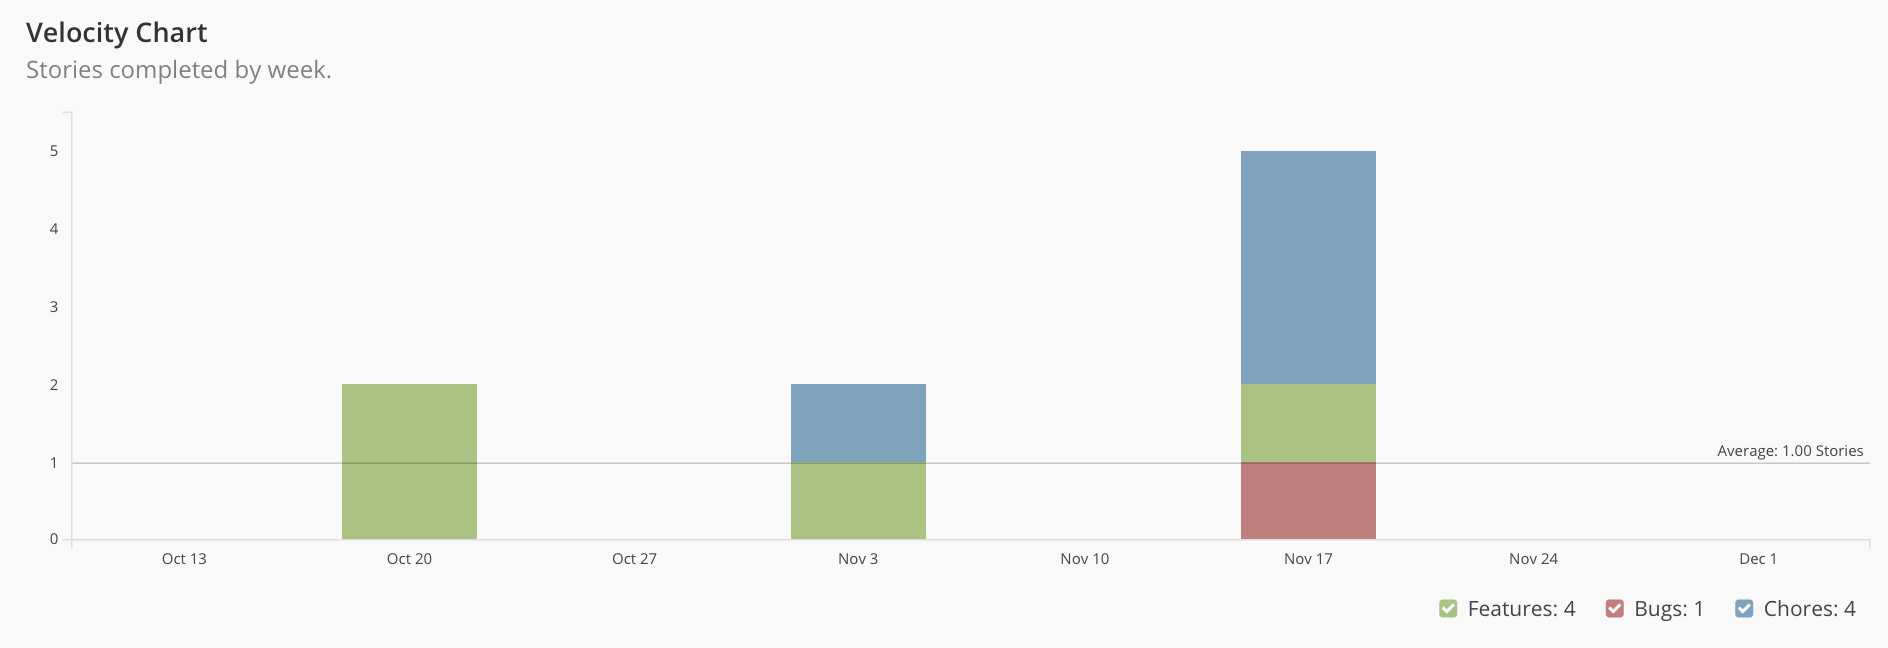 Velocity Chart
Stories completed by week.
5
4
3
2
1
0
Average: 1.00 Stories
Oct 13 Oct 20 Oct 27 Nov 3 Nov 10 Nov 17 Nov 24 Dec 1
Features: 4 Bugs: 1 Chores: 4